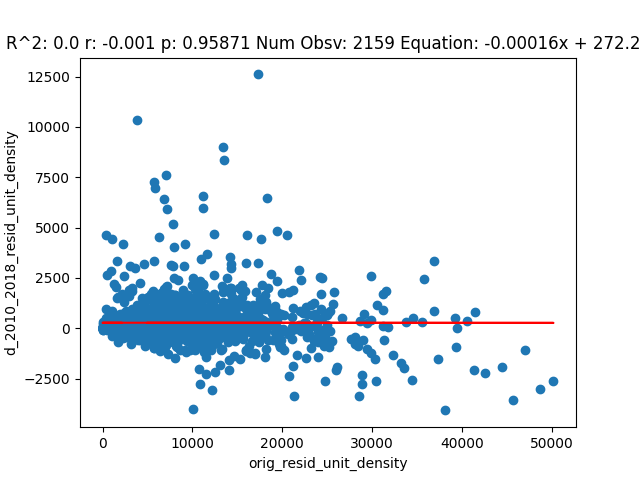 R^2: 0.0 r: -0.001 p: 0.95871 Num Obsv: 2159 Equation: -0.00016x + 272.2
12500
10000
7500
5000
2500
0
−2500
d_2010_2018_resid_unit_density
0 10000 20000 30000 40000 50000
orig_resid_unit_density